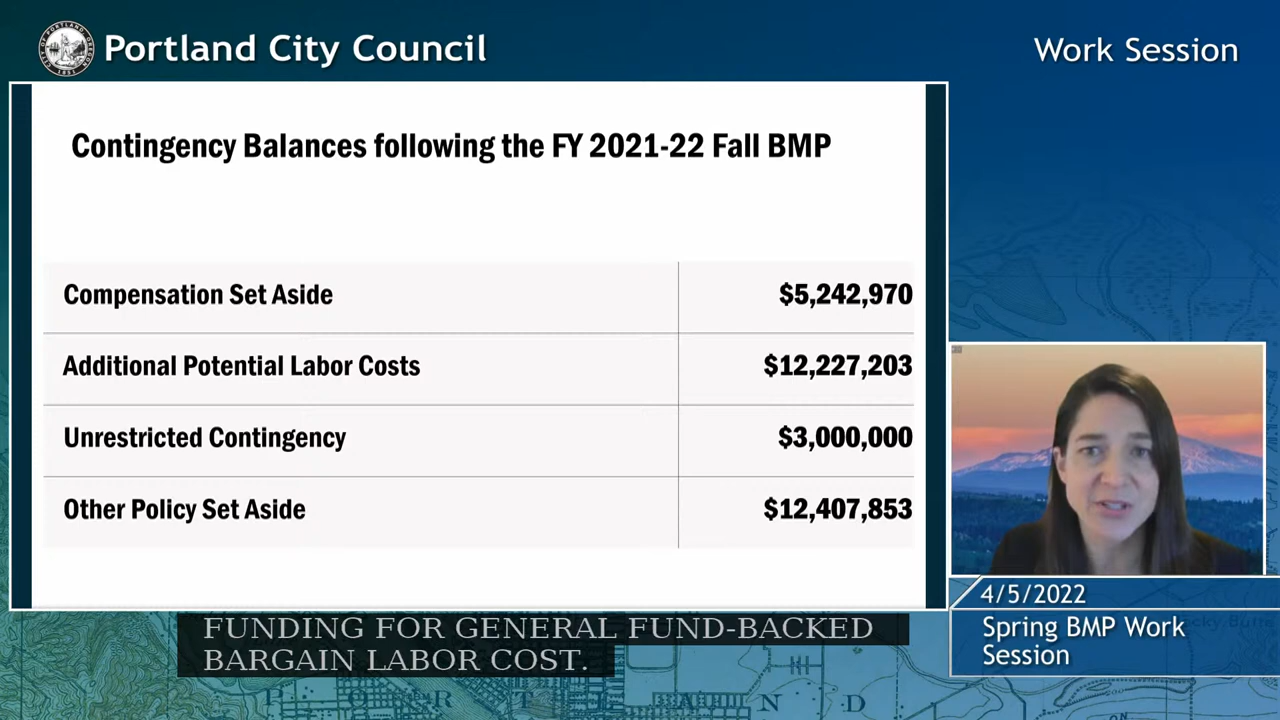 Portland City Council
Work Session
Contingency Balances following the FY 2021-22 Fall BMP
Compensation Set Aside $5,242,970
Additional Potential Labor Costs $12,227,203
Unrestricted Contingency $3,000,000
Other Policy Set Aside $12,407,853
4/5/2022
Spring BMP Work
Session
FUNDING FOR GENERAL FUND-BACKED
BARGAIN LABOR COST.